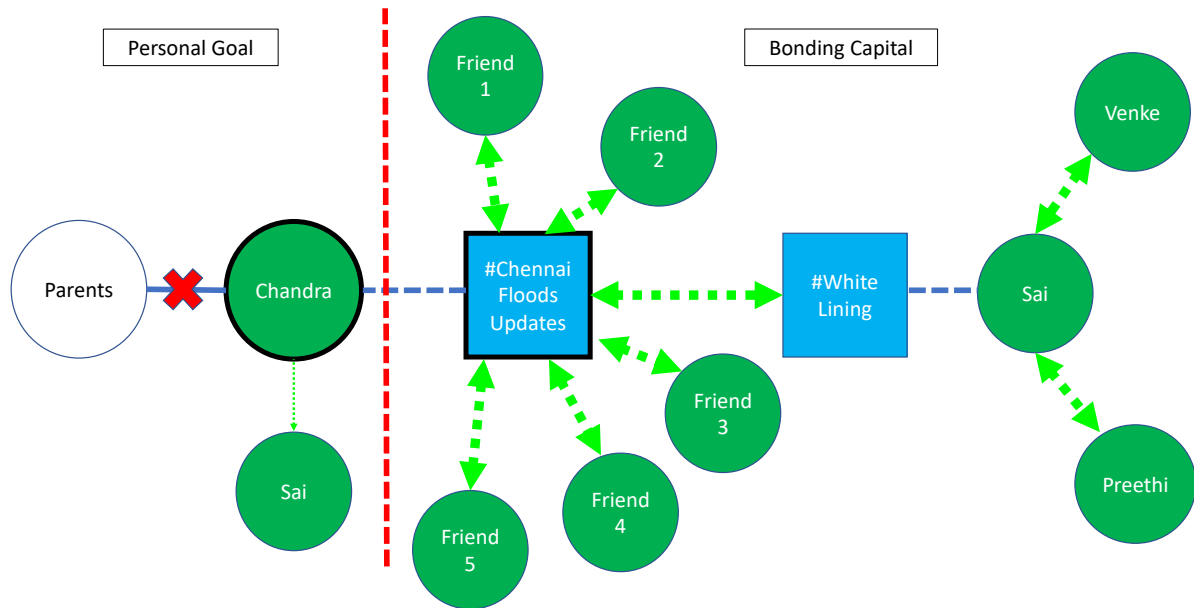 Personal Goal
Bonding Capital
Friend
1
Friend
2
Venke
Parents
Chandra
#Chennai
Floods
Updates
#White
Lining
Sai
Friend
3
Sai
Friend
4
Friend
5
Preethi